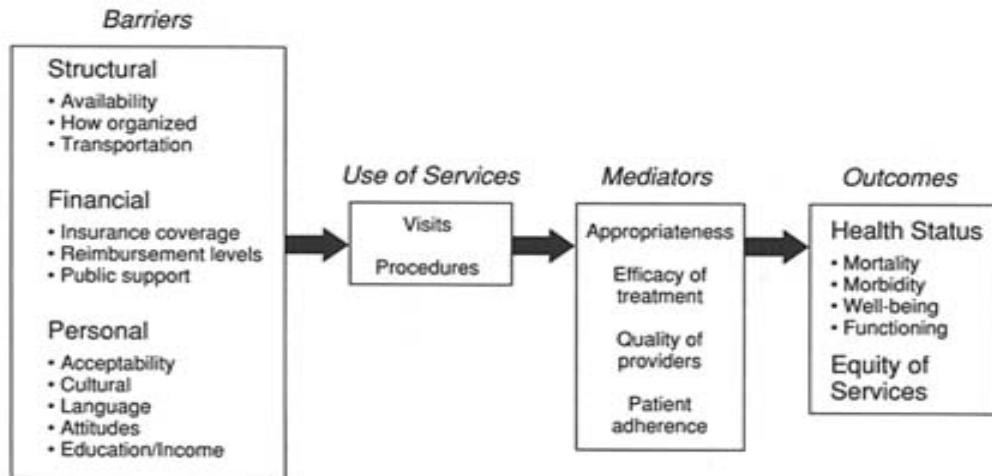 Barriers
Structural
• Availability
• How organized
• Transportation
Financial
• Insurance coverage
• Reimbursement levels
• Public support
Personal
• Acceptability
• Cultural
• Language
• Attitudes
• Education/Income
Use of Services
Visits
Procedures
Mediators
Appropriateness
Efficacy of
treatment
Quality of
providers
Patient
adherence
Outcomes
Health Status
• Mortality
• Morbidity
• Well-being
• Functioning
Equity of
Services